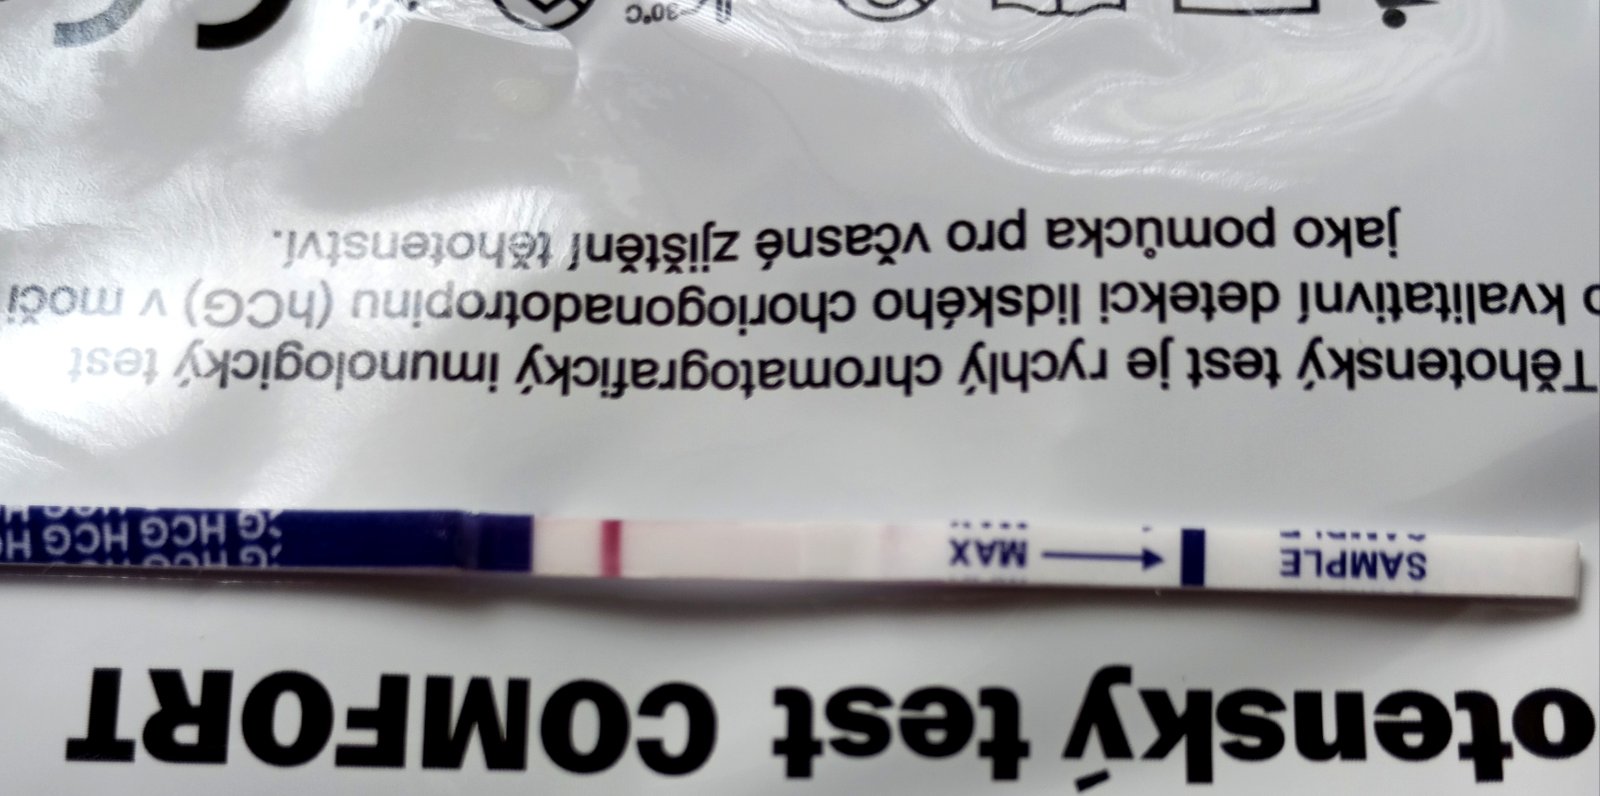 otenský test COMFORT
SAMPLE MAX HCG HCG
Těhotenský test je rychlý chromatografický imunologický test
o kvalitativní detekci lidského choriogonadotropinu (hCG) v moči
jako pomůcka pro včasné zjištění těhotenství.
30°C